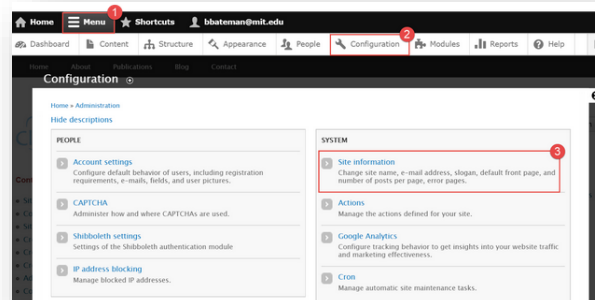 1
Home Menu Shortcuts bbateman@mit.edu
2
Dashboard Content Structure Appearance People Configuration Modules Reports Help
Home About Publications Blog Contact
Configuration
Home » Administration
Hide descriptions
PEOPLE
Account settings
Configure default behavior of users, including registration
requirements, e-mails, fields, and user pictures.
CAPTCHA
Administer how and where CAPTCHAs are used.
Shibboleth settings
Settings of the Shibboleth authentication module
IP address blocking
Manage blocked IP addresses.
SYSTEM
3
Site information
Change site name, e-mail address, slogan, default front page, and
number of posts per page, error pages.
Actions
Manage the actions defined for your site.
Google Analytics
Configure tracking behavior to get insights into your website traffic
and marketing effectiveness.
Cron
Manage automatic site maintenance tasks.